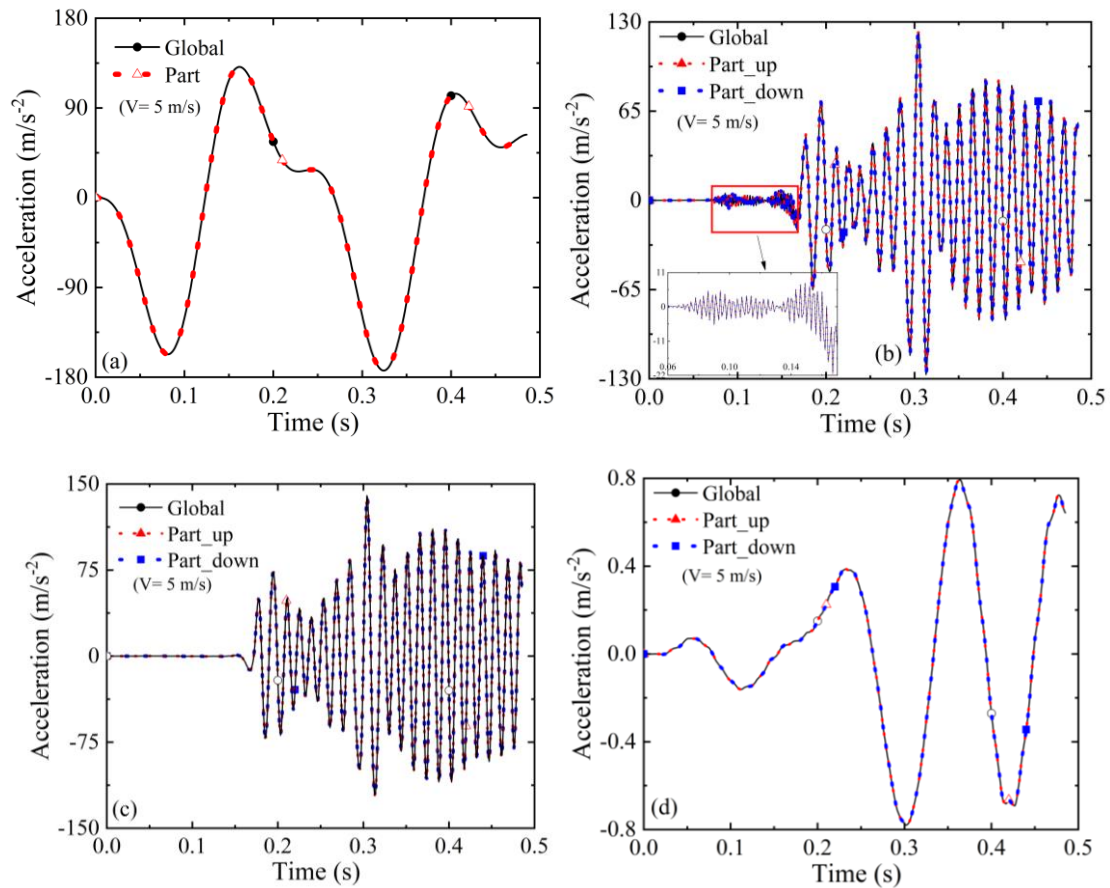 180
90
0
-90
-180
Acceleration (m/s-2)
Global
Part
(V= 5 m/s)
(a)
0.0 0.1 0.2 0.3 0.4 0.5
Time (s)
130
65
0
-65
-130
Acceleration (m/s-2)
Global
Part_up
Part_down
(V= 5 m/s)
11
0
-11
-22
0.06 0.10 0.14
(b)
0.0 0.1 0.2 0.3 0.4 0.5
Time (s)
150
75
0
-75
-150
Acceleration (m/s-2)
Global
Part_up
Part_down
(V= 5 m/s)
(c)
0.0 0.1 0.2 0.3 0.4 0.5
Time (s)
0.8
0.4
0.0
-0.4
-0.8
Acceleration (m/s-2)
Global
Part_up
Part_down
(V= 5 m/s)
(d)
0.0 0.1 0.2 0.3 0.4 0.5
Time (s)